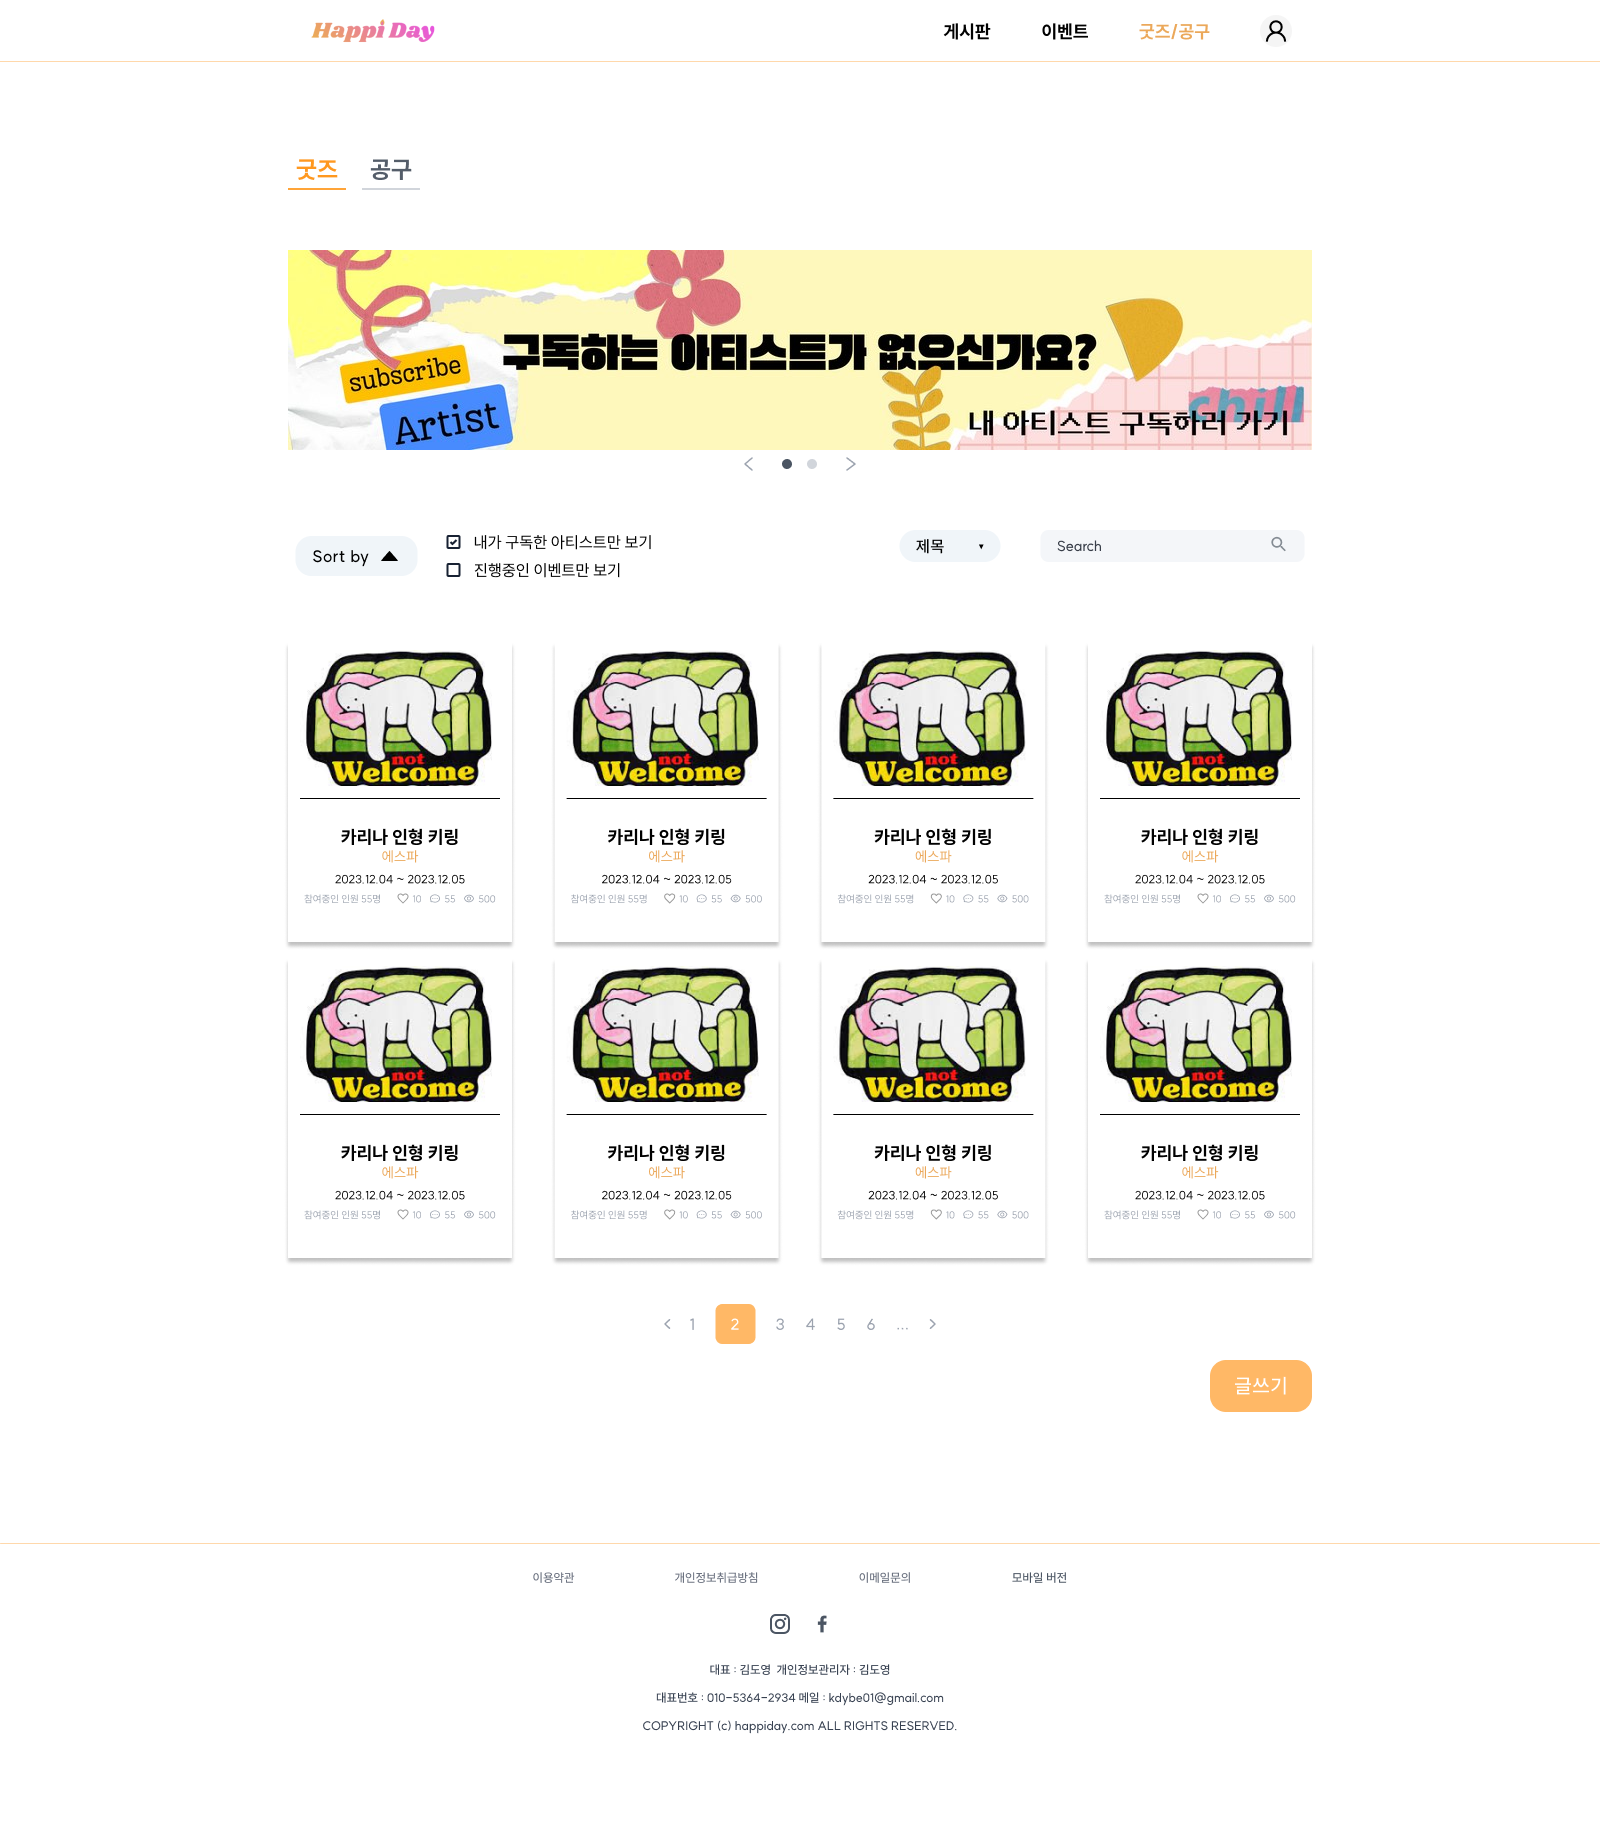 Happi Day 게시판 이벤트 굿즈/공구
굿즈 공구
구독하는 아티스트가 없으신가요?
subscribe
Artist
chill
내 아티스트 구독하러 가기
Sort by
내가 구독한 아티스트만 보기
진행중인 이벤트만 보기
제목
Search
not not not not
Welcome Welcome Welcome Welcome
카리나 인형 키링 카리나 인형 키링 카리나 인형 키링 카리나 인형 키링
에스파 에스파 에스파 에스파
2023.12.04 ~ 2023.12.05 2023.12.04 ~ 2023.12.05 2023.12.04 ~ 2023.12.05 2023.12.04 ~ 2023.12.05
참여중인 인원 55명 10 55 500 참여중인 인원 55명 10 55 500 참여중인 인원 55명 10 55 500 참여중인 인원 55명 10 55 500
not not not not
Welcome Welcome Welcome Welcome
카리나 인형 키링 카리나 인형 키링 카리나 인형 키링 카리나 인형 키링
에스파 에스파 에스파 에스파
2023.12.04 ~ 2023.12.05 2023.12.04 ~ 2023.12.05 2023.12.04 ~ 2023.12.05 2023.12.04 ~ 2023.12.05
참여중인 인원 55명 10 55 500 참여중인 인원 55명 10 55 500 참여중인 인원 55명 10 55 500 참여중인 인원 55명 10 55 500
1 2 3 4 5 6 ...
글쓰기
이용약관 개인정보취급방침 이메일문의 모바일 버전
대표 : 김도영 개인정보관리자 : 김도영
대표번호 : 010-5364-2934 메일 : kdybe01@gmail.com
COPYRIGHT (c) happiday.com ALL RIGHTS RESERVED.